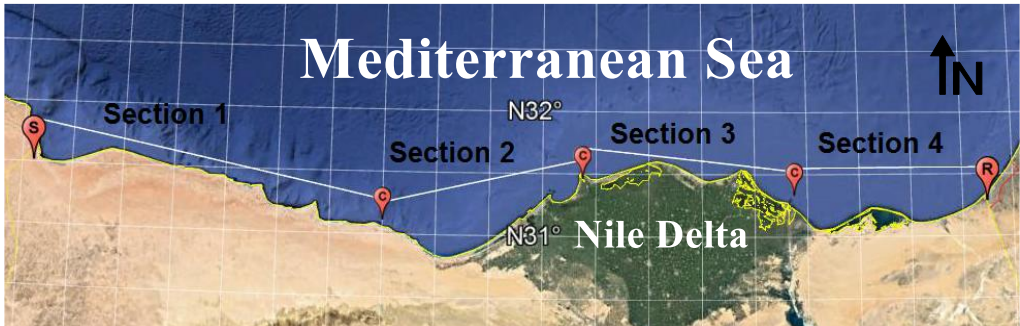 Mediterranean Sea
N
N32°
Section 1
Section 3
S
Section 2
Section 4
C
C
C
R
N31°
Nile Delta